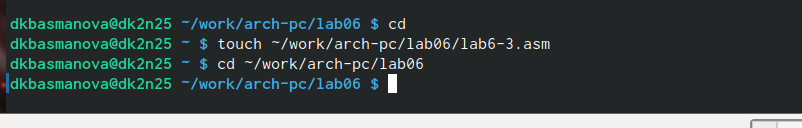 dkbasmanova@dk2n25 ~/work/arch-pc/lab06 $ cd
dkbasmanova@dk2n25 ~ $ touch ~/work/arch-pc/lab06/lab6-3.asm
dkbasmanova@dk2n25 ~ $ cd ~/work/arch-pc/lab06
dkbasmanova@dk2n25 ~/work/arch-pc/lab06 $